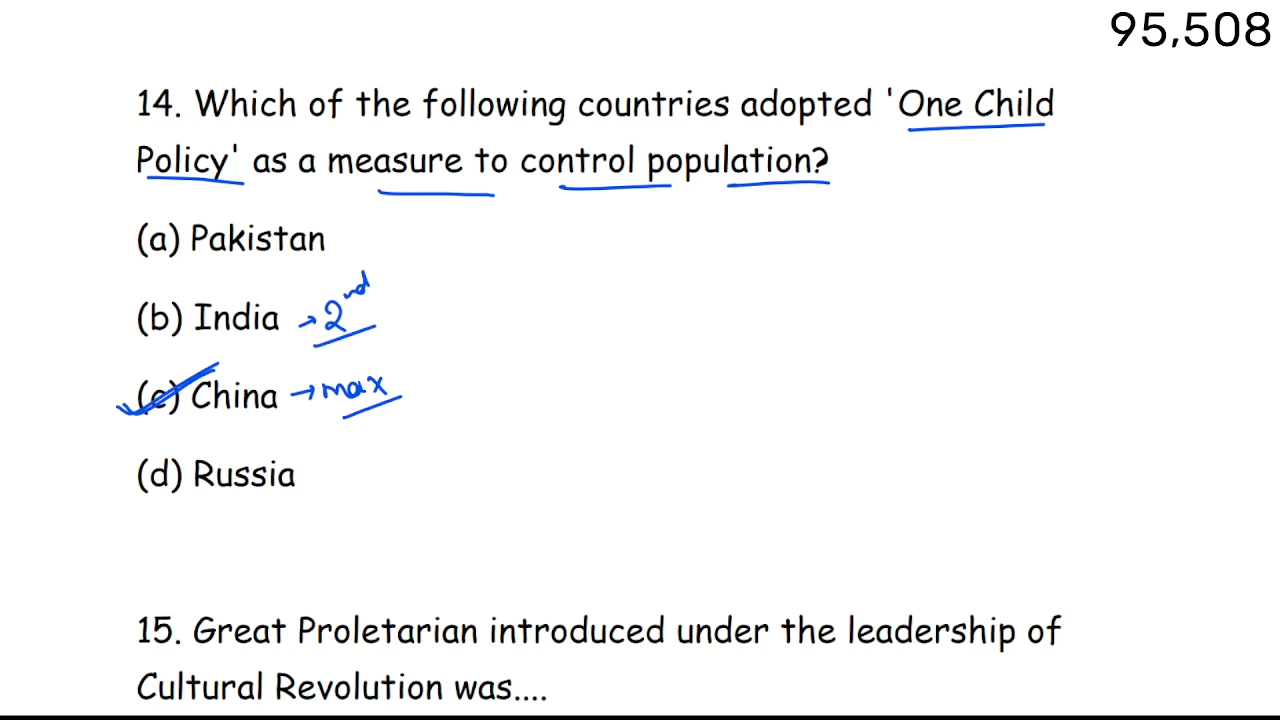 95,508
14. Which of the following countries adopted 'One Child
Policy' as a measure to control population?
(a) Pakistan
(b) India → 2nd
(c) China → max
(d) Russia
15. Great Proletarian introduced under the leadership of
Cultural Revolution was....